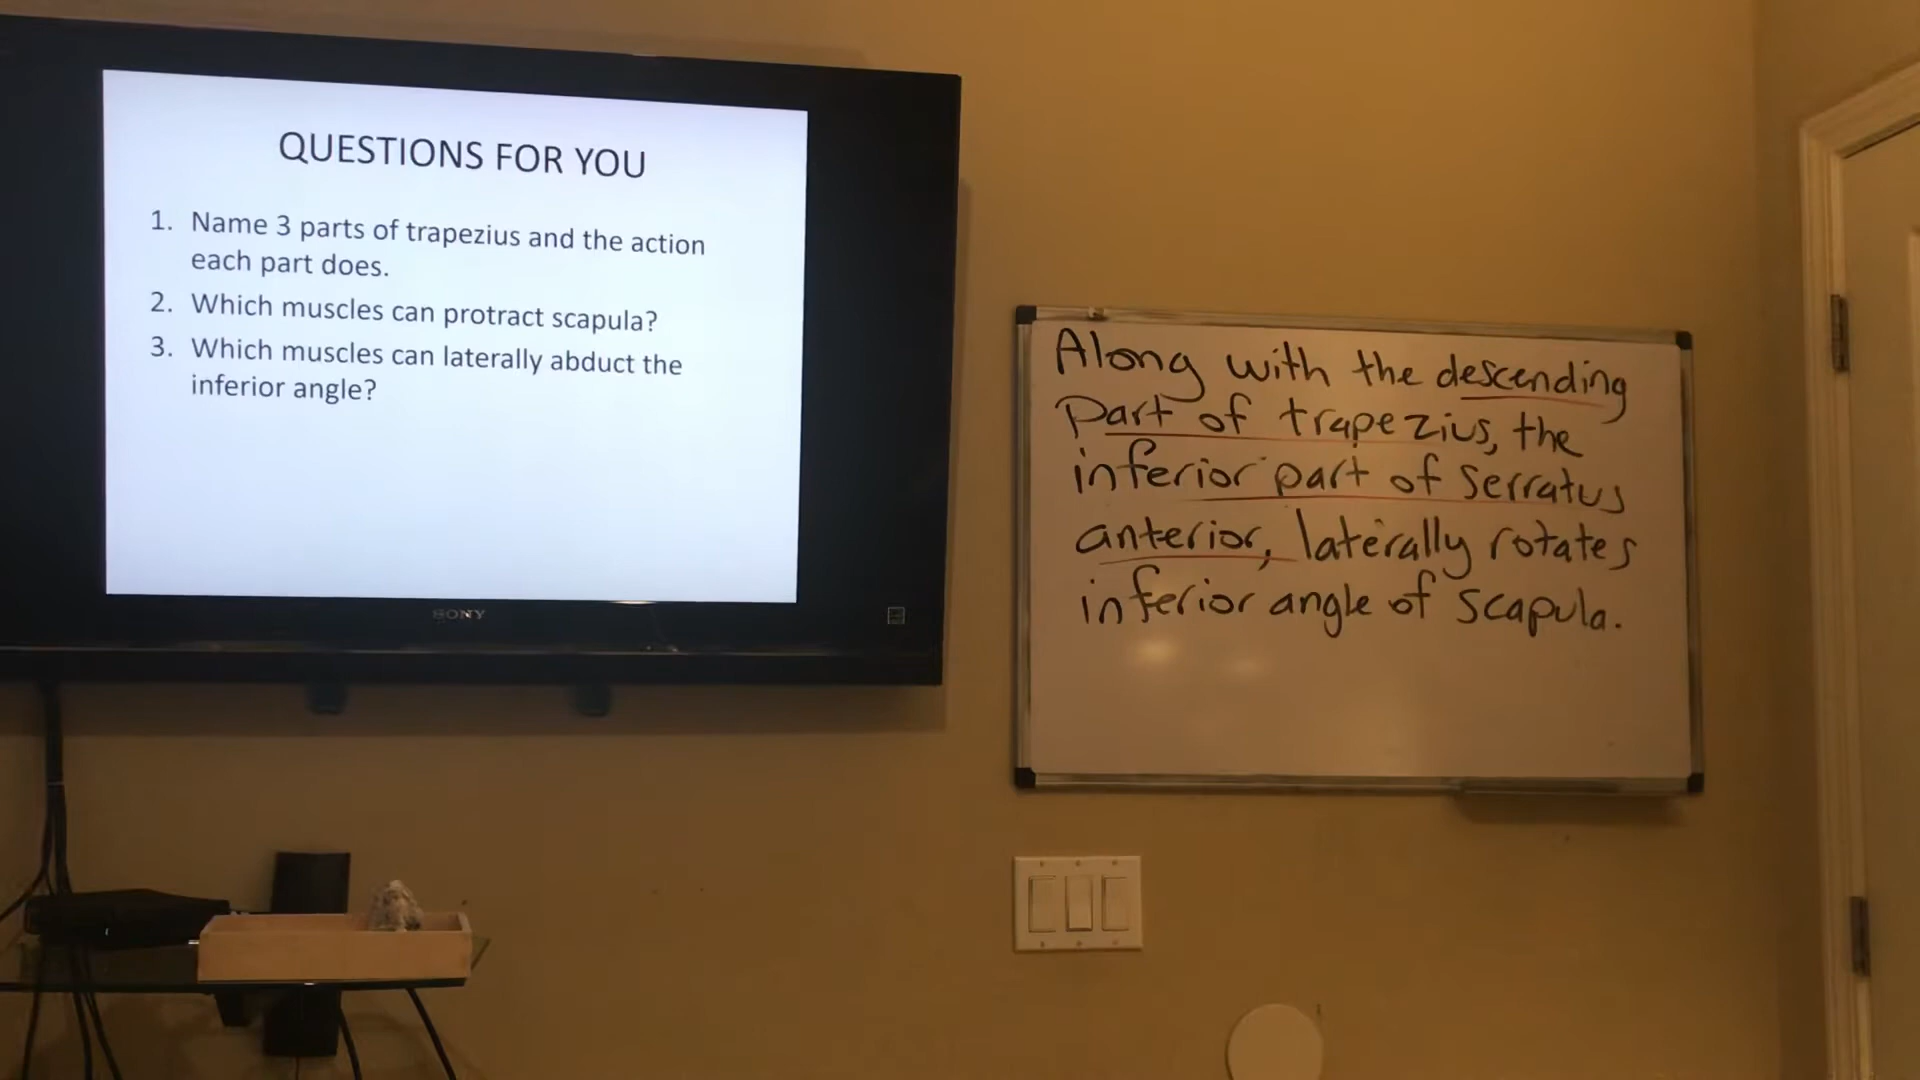 QUESTIONS FOR YOU
1. Name 3 parts of trapezius and the action
each part does.
2. Which muscles can protract scapula?
3. Which muscles can laterally abduct the
inferior angle?
SONY
Along with the descending
part of trapezius, the
inferior part of serratus
anterior, laterally rotates
inferior angle of scapula.